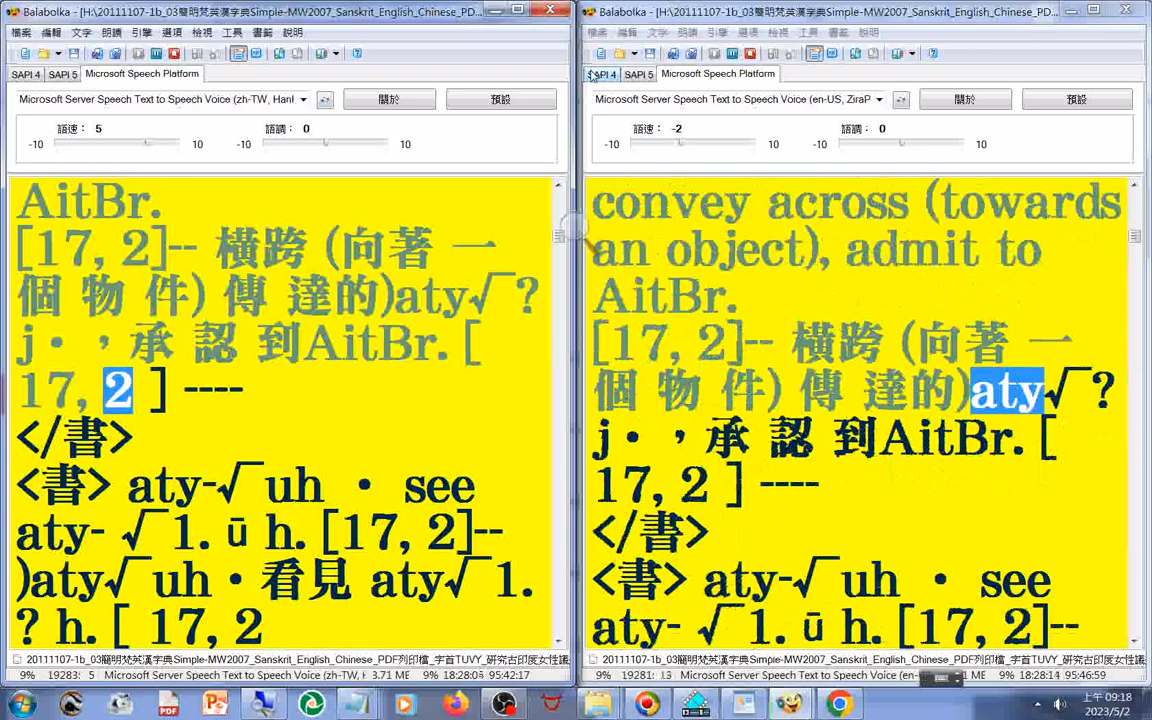 Balabolka - [H:\20111107-1b_03簡明梵英漢字典Simple-MW2007_Sanskrit_English_Chinese_PD...
檔案 編輯 文字 朗讀 引擎 選項 檢視 工具 書籤 說明
SAPI 4 SAPI 5 Microsoft Speech Platform
Microsoft Server Speech Text to Speech Voice (zh-TW, Hanl 關於 預設
語速： 5 語調： 0
-10 10 -10 10
AitBr.
[17, 2]-- 橫跨 (向著 一
個 物 件) 傳 達的)aty√?
j‧，承 認 到AitBr. [
17, 2 ] ----
</書>
<書> aty-√uh ‧ see
aty- √1. ū h. [17, 2]--
)aty√uh‧看見 aty√1.
? h. [ 17, 2
20111107-1b_03簡明梵英漢字典Simple-MW2007_Sanskrit_English_Chinese_PDF列印檔_字首TUVY_研究古印度女性議
9% 19283: 5 Microsoft Server Speech Text to Speech Voice (zh-TW, H 3.71 ME 9% 18:28:05 95:42:17
Balabolka - [H:\20111107-1b_03簡明梵英漢字典Simple-MW2007_Sanskrit_English_Chinese_PD...
檔案 編輯 文字 朗讀 引擎 選項 檢視 工具 書籤 說明
SAPI 4 SAPI 5 Microsoft Speech Platform
Microsoft Server Speech Text to Speech Voice (en-US, ZiraP 關於 預設
語速： -2 語調： 0
-10 10 -10 10
convey across (towards
an object), admit to
AitBr.
[17, 2]-- 橫跨 (向著 一
個 物 件) 傳 達的)aty√?
j‧，承 認 到AitBr. [
17, 2 ] ----
</書>
<書> aty-√uh ‧ see
aty- √1. ū h. [17, 2]--
20111107-1b_03簡明梵英漢字典Simple-MW2007_Sanskrit_English_Chinese_PDF列印檔_字首TUVY_研究古印度女性議
9% 19281: 13 Microsoft Server Speech Text to Speech Voice (en-US, 1 ME 9% 18:28:14 95:46:59
上午 09:18
2023/5/2